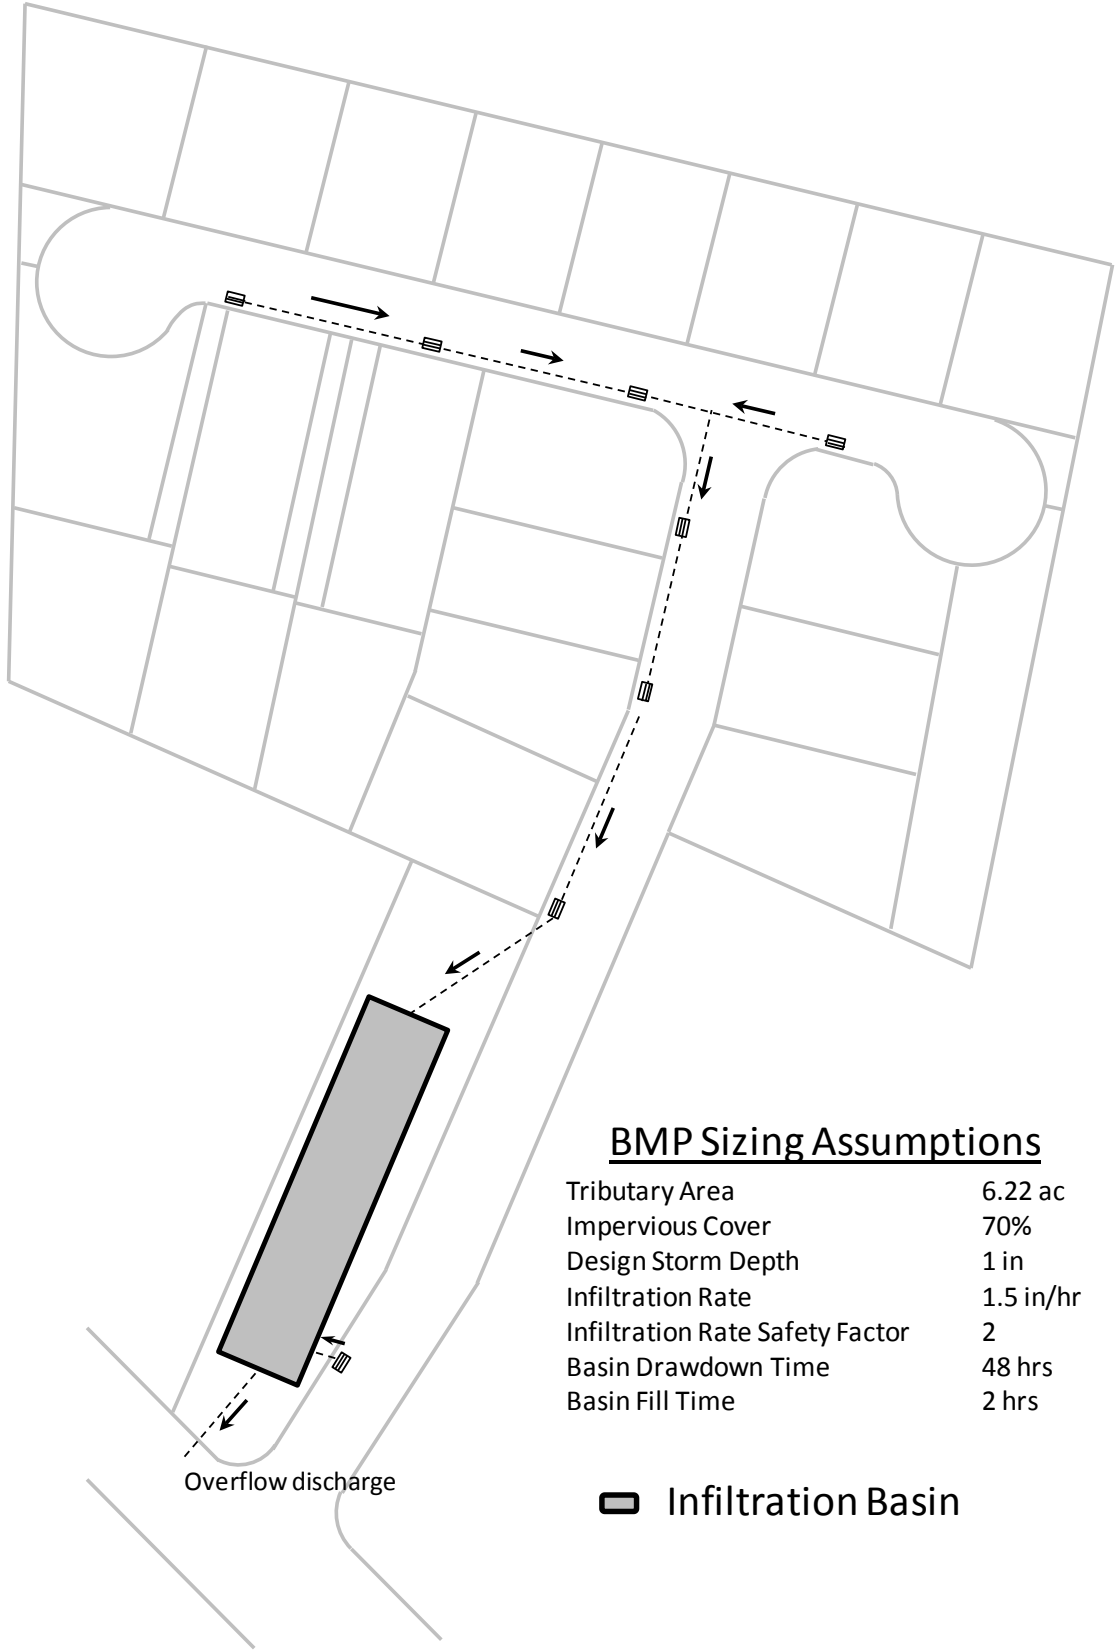 BMP Sizing Assumptions
Tributary Area 6.22 ac
Impervious Cover 70%
Design Storm Depth 1 in
Infiltration Rate 1.5 in/hr
Infiltration Rate Safety Factor 2
Basin Drawdown Time 48 hrs
Basin Fill Time 2 hrs
Overflow discharge
Infiltration Basin